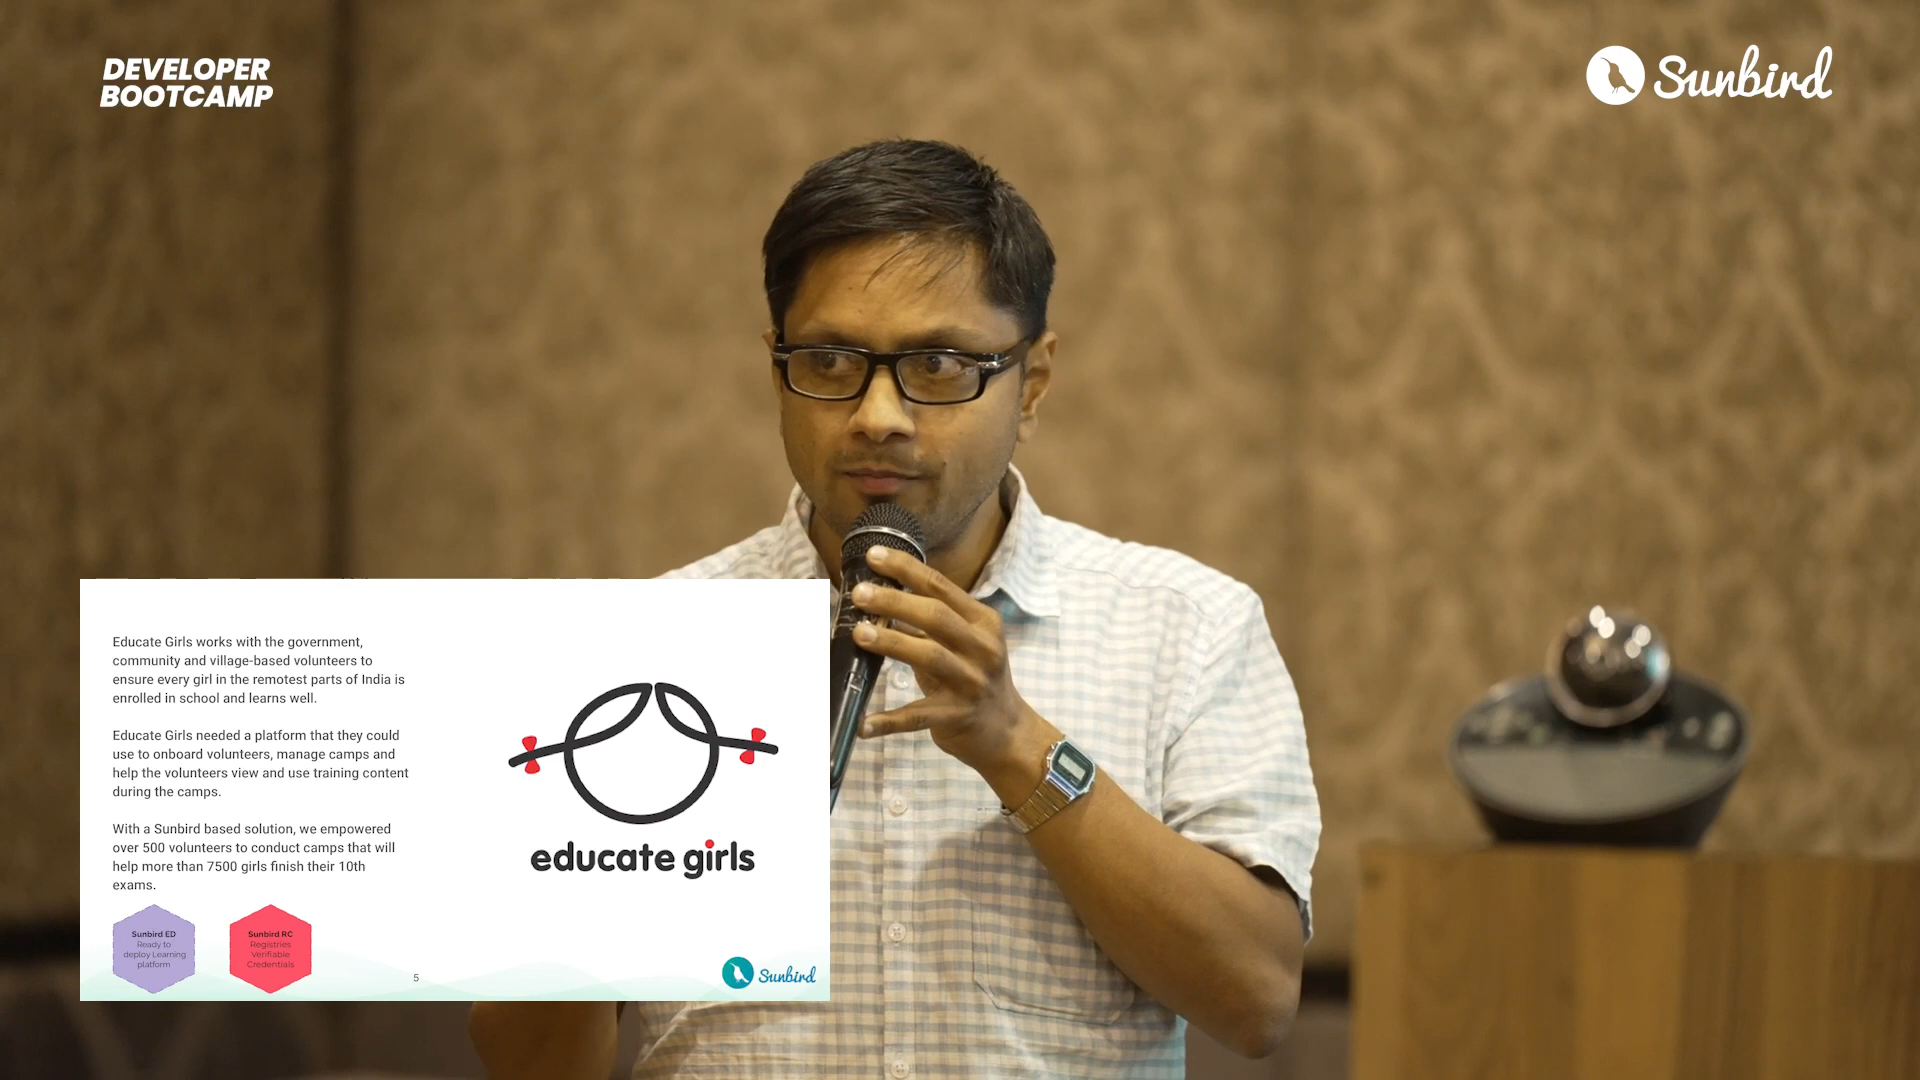 DEVELOPER
BOOTCAMP
Sunbird
Educate Girls works with the government,
community and village-based volunteers to
ensure every girl in the remotest parts of India is
enrolled in school and learns well.
Educate Girls needed a platform that they could
use to onboard volunteers, manage camps and
help the volunteers view and use training content
during the camps.
With a Sunbird based solution, we empowered
over 500 volunteers to conduct camps that will
help more than 7500 girls finish their 10th
exams.
educate girls
Sunbird ED
Ready to
deploy Learning
platform
Sunbird RC
Registries
Verifiable
Credentials
5
Sunbird